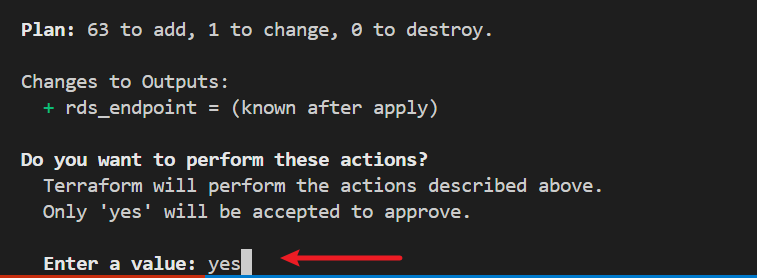 Plan: 63 to add, 1 to change, 0 to destroy.
Changes to Outputs:
+ rds_endpoint = (known after apply)
Do you want to perform these actions?
Terraform will perform the actions described above.
Only 'yes' will be accepted to approve.
Enter a value: yes